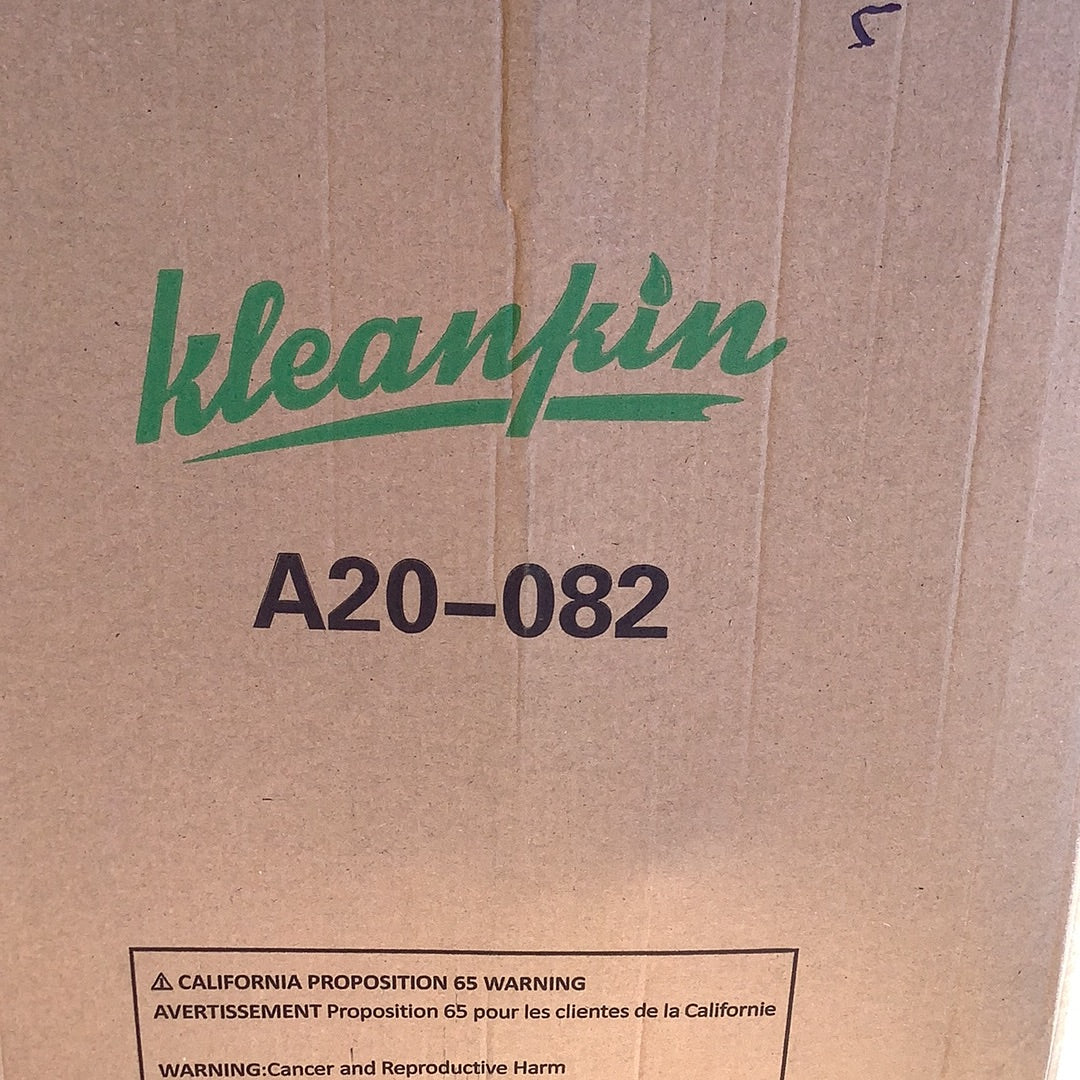 kleankin
A20-082
⚠ CALIFORNIA PROPOSITION 65 WARNING
AVERTISSEMENT Proposition 65 pour les clientes de la Californie
WARNING:Cancer and Reproductive Harm